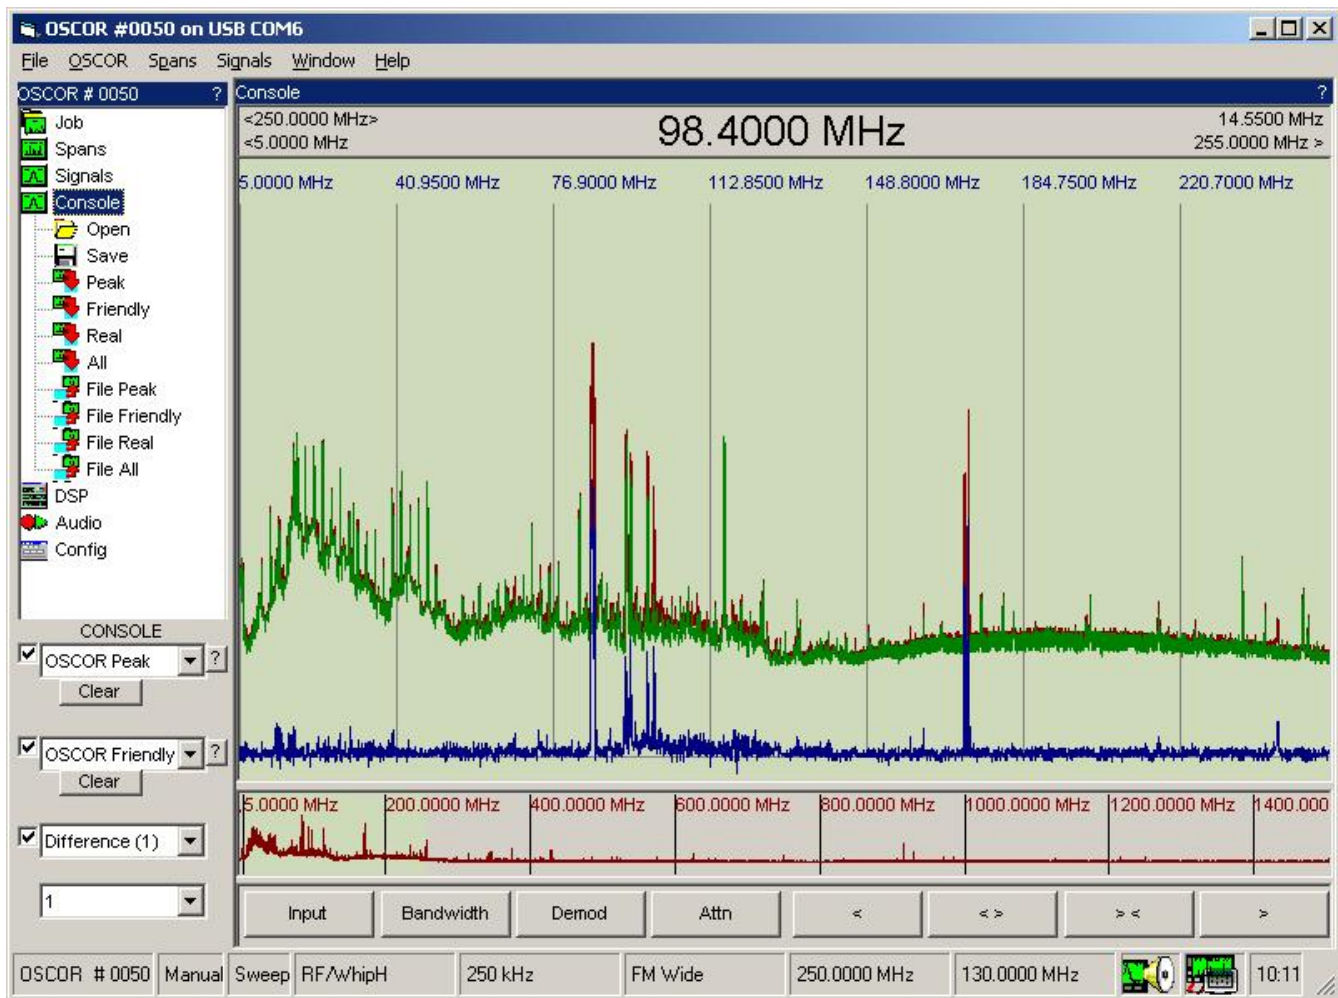 OSCOR #0050 on USB COM6
File OSCOR Spans Signals Window Help
OSCOR # 0050 ?
Job
Spans
Signals
Console
Open
Save
Peak
Friendly
Real
All
File Peak
File Friendly
File Real
File All
DSP
Audio
Config
CONSOLE
OSCOR Peak ?
Clear
OSCOR Friendly ?
Clear
Difference (1)
1
Console ?
<250.0000 MHz> 98.4000 MHz 14.5500 MHz
<5.0000 MHz 255.0000 MHz >
5.0000 MHz 40.9500 MHz 76.9000 MHz 112.8500 MHz 148.8000 MHz 184.7500 MHz 220.7000 MHz
5.0000 MHz 200.0000 MHz 400.0000 MHz 600.0000 MHz 800.0000 MHz 1000.0000 MHz 1200.0000 MHz 1400.000
Input Bandwidth Demod Attn < < > > < >
OSCOR # 0050 Manual Sweep RF/WhipH 250 kHz FM Wide 250.0000 MHz 130.0000 MHz 10:11